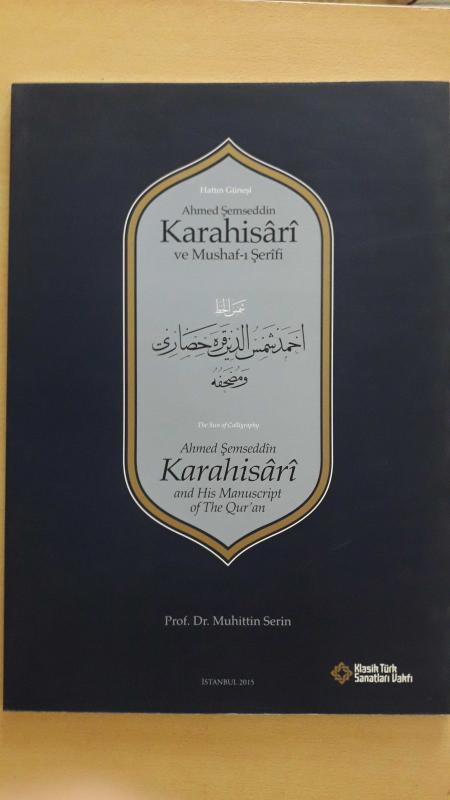 Hattın Güneşi
Ahmed Şemseddin
Karahisârî
ve Mushaf-ı Şerîfi
شمس الخط
احمد شمس الدين قره حصاري
ومصحفه
The Sun of Calligraphy
Ahmed Şemseddîn
Karahisârî
and His Manuscript
of The Qur'an
Prof. Dr. Muhittin Serin
Klasik Türk
Sanatları Vakfı
İSTANBUL 2015